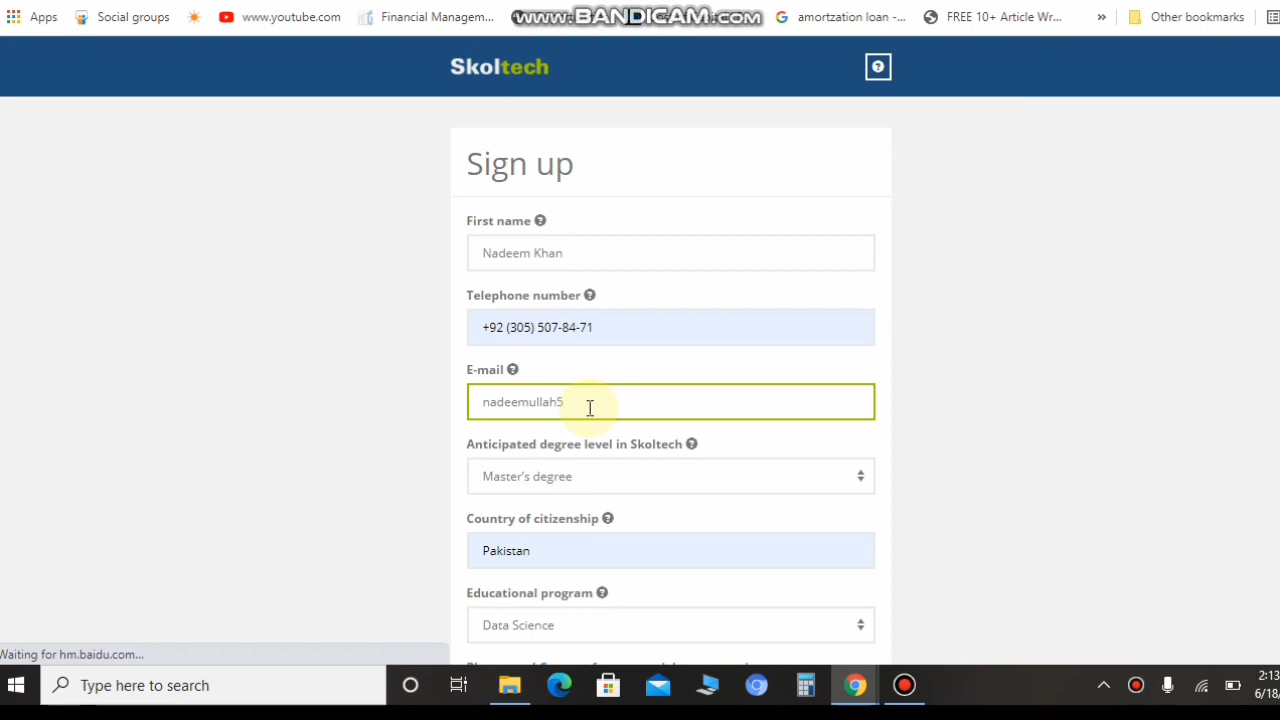 Apps Social groups www.youtube.com Financial Managem... www.BANDICAM.com amortzation loan -... FREE 10+ Article Wr... » Other bookmarks
Skoltech
Sign up
First name
Nadeem Khan
Telephone number
+92 (305) 507-84-71
E-mail
nadeemullah5
Anticipated degree level in Skoltech
Master's degree
Country of citizenship
Pakistan
Educational program
Data Science
Waiting for hm.baidu.com...
Type here to search
2:13
6/18/